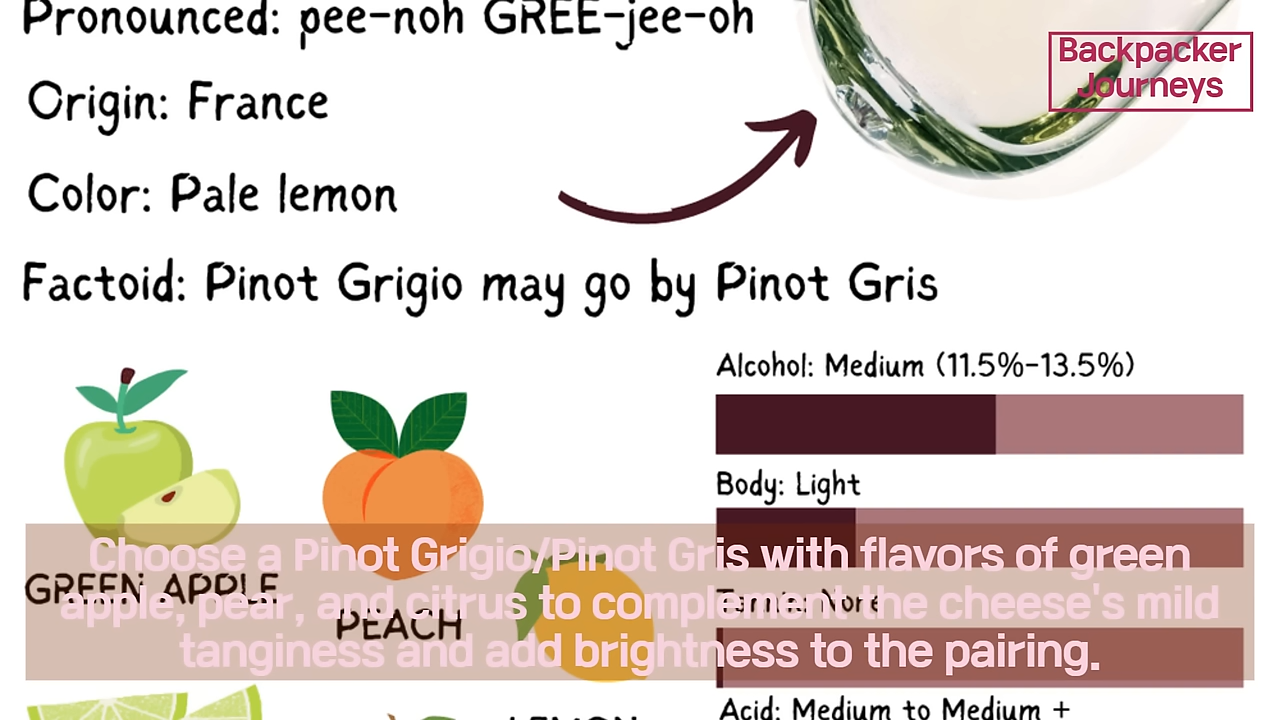 Pronounced: pee-noh GREE-jee-oh
Backpacker
Journeys
Origin: France
Color: Pale lemon
Factoid: Pinot Grigio may go by Pinot Gris
Alcohol: Medium (11.5%-13.5%)
Body: Light
Choose a Pinot Grigio/Pinot Gris with flavors of green
apple, pear, and citrus to complement the cheese's mild
tanginess and add brightness to the pairing.
GREEN APPLE
PEACH
Tannin: None
LEMON
Acid: Medium to Medium +